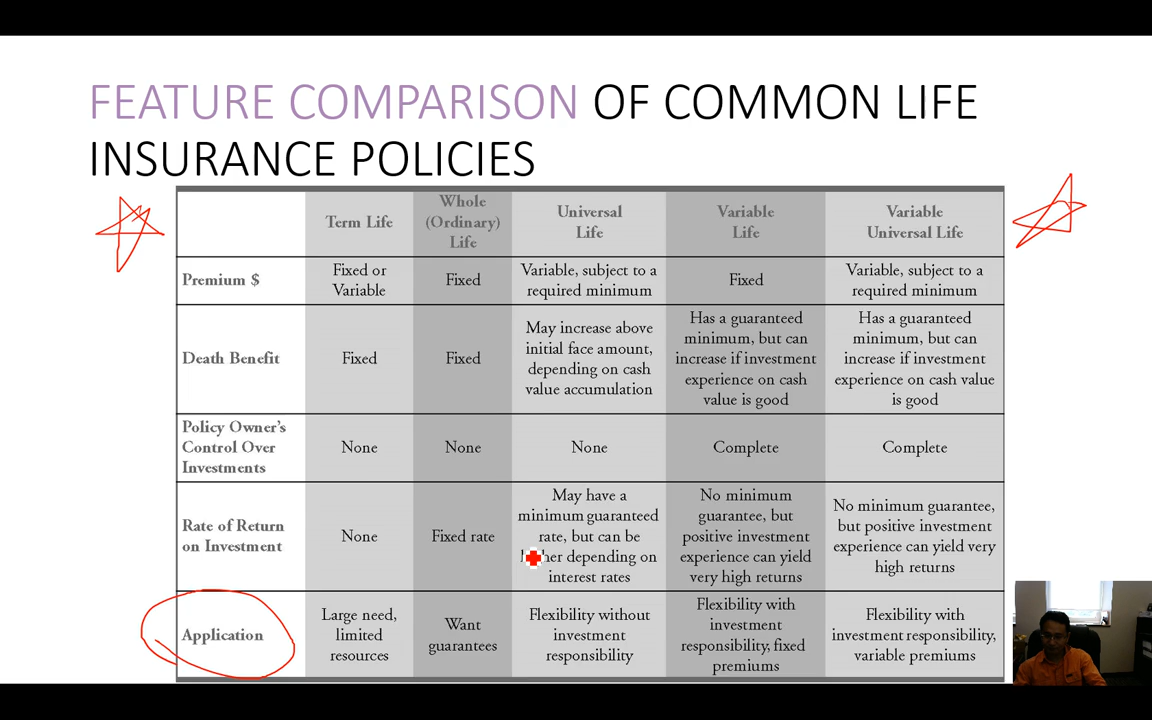 FEATURE COMPARISON OF COMMON LIFE
INSURANCE POLICIES
Term Life
Whole
(Ordinary)
Life
Universal
Life
Variable
Life
Variable
Universal Life
Premium $
Fixed or
Variable
Fixed
Variable, subject to a
required minimum
Fixed
Variable, subject to a
required minimum
Death Benefit
Fixed
Fixed
May increase above
initial face amount,
depending on cash
value accumulation
Has a guaranteed
minimum, but can
increase if investment
experience on cash
value is good
Has a guaranteed
minimum, but can
increase if investment
experience on cash value
is good
Policy Owner's
Control Over
Investments
None
None
None
Complete
Complete
Rate of Return
on Investment
None
Fixed rate
May have a
minimum guaranteed
rate, but can be
depending on
interest rates
No minimum
guarantee, but
positive investment
experience can yield
very high returns
No minimum guarantee,
but positive investment
experience can yield very
high returns
Application
Large need,
limited
resources
Want
guarantees
Flexibility without
investment
responsibility
Flexibility with
investment
responsibility, fixed
premiums
Flexibility with
investment responsibility,
variable premiums